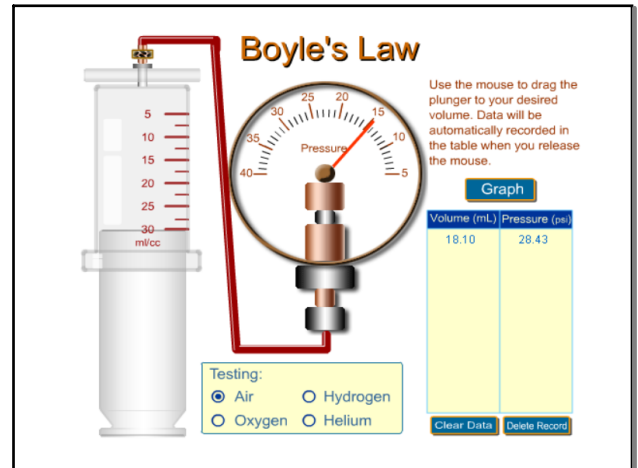 Boyle's Law
5
10
15
20
25
30
ml/cc
40
35
30
25
20
15
10
5
Pressure
Use the mouse to drag the
plunger to your desired
volume. Data will be
automatically recorded in
the table when you release
the mouse.
Graph
Volume (mL) Pressure (psi)
18.10 28.43
Testing:
Air Hydrogen
Oxygen Helium
Clear Data Delete Record